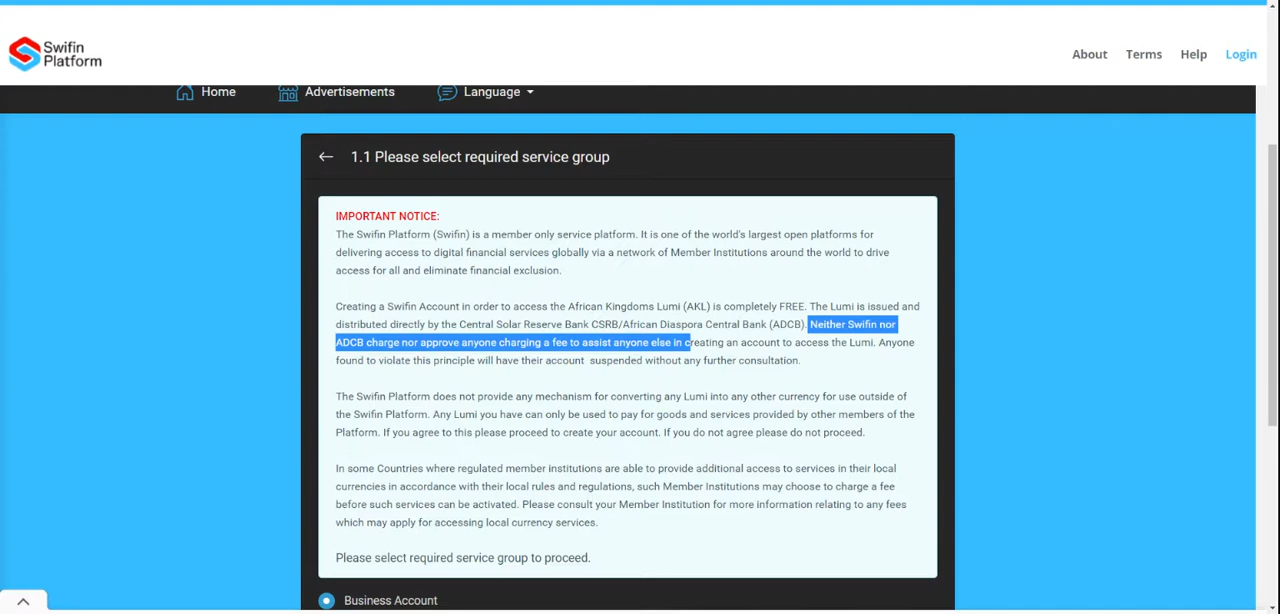 Swifin
Platform
About Terms Help Login
Home Advertisements Language
1.1 Please select required service group
IMPORTANT NOTICE:
The Swifin Platform (Swifin) is a member only service platform. It is one of the world's largest open platforms for
delivering access to digital financial services globally via a network of Member Institutions around the world to drive
access for all and eliminate financial exclusion.
Creating a Swifin Account in order to access the African Kingdoms Lumi (AKL) is completely FREE. The Lumi is issued and
distributed directly by the Central Solar Reserve Bank CSRB/African Diaspora Central Bank (ADCB). Neither Swifin nor
ADCB charge nor approve anyone charging a fee to assist anyone else in creating an account to access the Lumi. Anyone
found to violate this principle will have their account suspended without any further consultation.
The Swifin Platform does not provide any mechanism for converting any Lumi into any other currency for use outside of
the Swifin Platform. Any Lumi you have can only be used to pay for goods and services provided by other members of the
Platform. If you agree to this please proceed to create your account. If you do not agree please do not proceed.
In some Countries where regulated member institutions are able to provide additional access to services in their local
currencies in accordance with their local rules and regulations, such Member Institutions may choose to charge a fee
before such services can be activated. Please consult your Member Institution for more information relating to any fees
which may apply for accessing local currency services.
Please select required service group to proceed.
Business Account